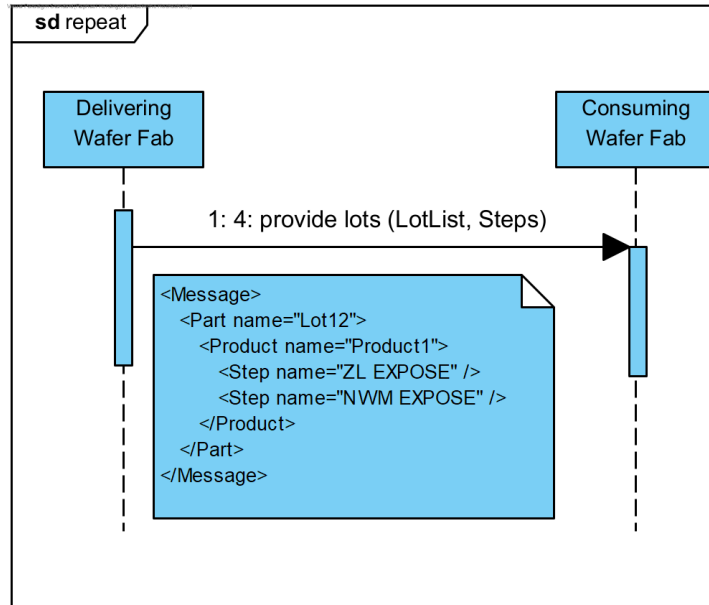 sd repeat
Delivering
Wafer Fab
Consuming
Wafer Fab
1: 4: provide lots (LotList, Steps)
<Message>
<Part name="Lot12">
<Product name="Product1">
<Step name="ZL EXPOSE" />
<Step name="NWM EXPOSE" />
</Product>
</Part>
</Message>